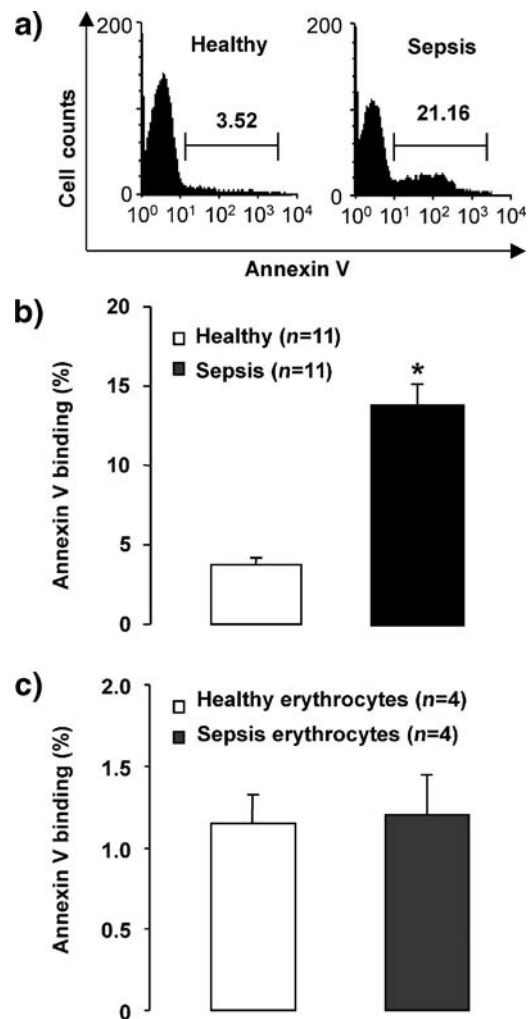 a)
200
Healthy
3.52
0
10⁰ 10¹ 10² 10³ 10⁴
200
Sepsis
21.16
0
10⁰ 10¹ 10² 10³ 10⁴
Cell counts
Annexin V
b)
20
15
10
5
0
Annexin V binding (%)
Healthy (n=11)
Sepsis (n=11)
*
c)
2.0
1.5
1.0
0.5
0
Annexin V binding (%)
Healthy erythrocytes (n=4)
Sepsis erythrocytes (n=4)